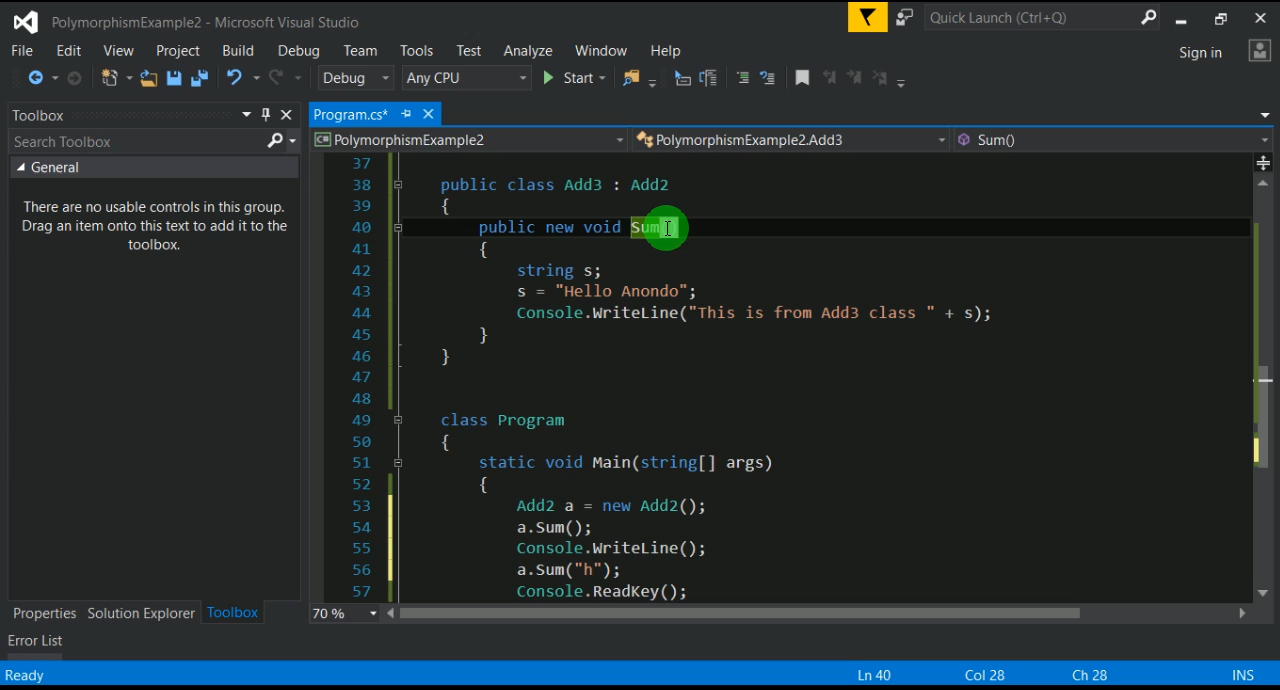 PolymorphismExample2 - Microsoft Visual Studio
Quick Launch (Ctrl+Q)
File Edit View Project Build Debug Team Tools Test Analyze Window Help
Sign in
Debug Any CPU Start
Toolbox
Program.cs*
Search Toolbox
PolymorphismExample2 PolymorphismExample2.Add3 Sum()
General
There are no usable controls in this group.
Drag an item onto this text to add it to the
toolbox.
37
38 public class Add3 : Add2
39 {
40 public new void Sum()
41 {
42 string s;
43 s = "Hello Anondo";
44 Console.WriteLine("This is from Add3 class " + s);
45 }
46 }
47
48
49 class Program
50 {
51 static void Main(string[] args)
52 {
53 Add2 a = new Add2();
54 a.Sum();
55 Console.WriteLine();
56 a.Sum("h");
57 Console.ReadKey();
Properties Solution Explorer Toolbox
70 %
Error List
Ready Ln 40 Col 28 Ch 28 INS